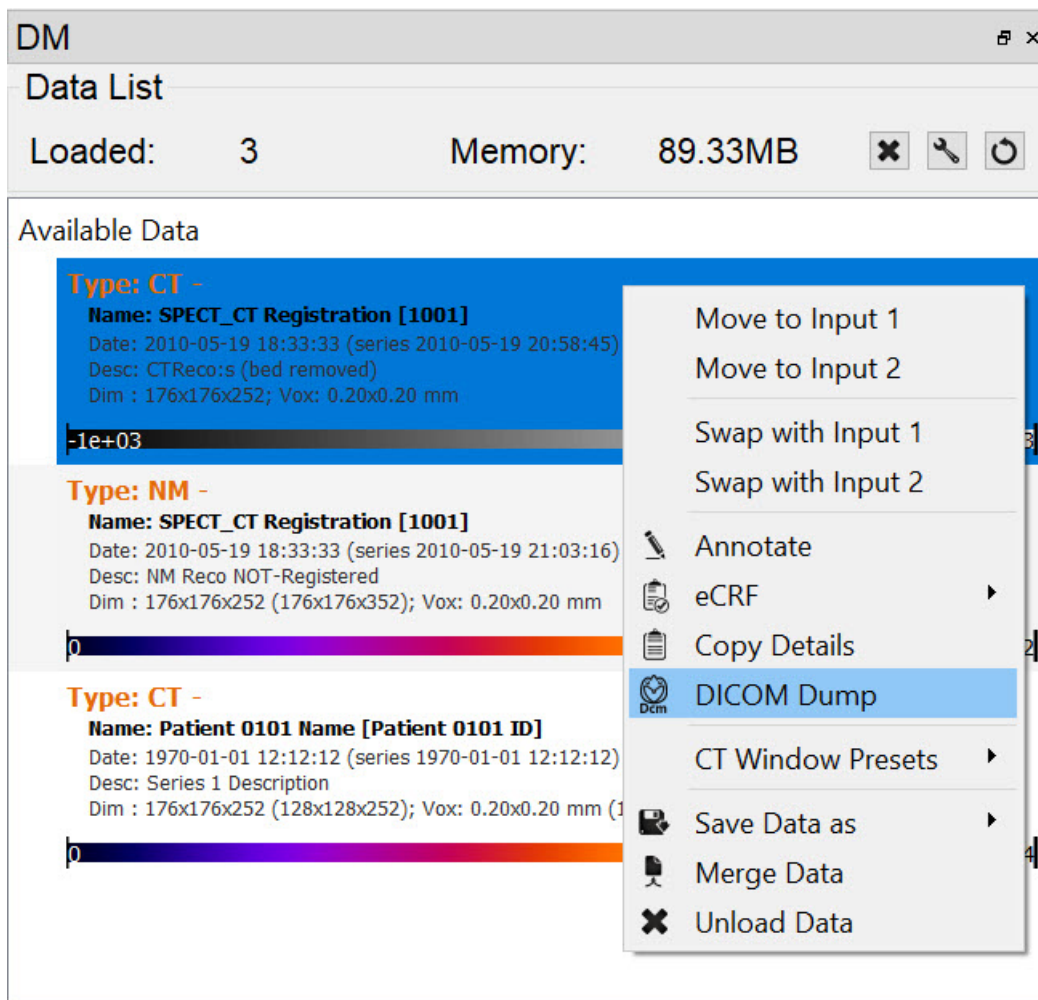 DM
Data List
Loaded: 3 Memory: 89.33MB
Available Data
Type: CT -
Name: SPECT_CT Registration [1001]
Date: 2010-05-19 18:33:33 (series 2010-05-19 20:58:45)
Desc: CTReco:s (bed removed)
Dim : 176x176x252; Vox: 0.20x0.20 mm
-1e+03 3
Type: NM -
Name: SPECT_CT Registration [1001]
Date: 2010-05-19 18:33:33 (series 2010-05-19 21:03:16)
Desc: NM Reco NOT-Registered
Dim : 176x176x252 (176x176x352); Vox: 0.20x0.20 mm
0 2
Type: CT -
Name: Patient 0101 Name [Patient 0101 ID]
Date: 1970-01-01 12:12:12 (series 1970-01-01 12:12:12)
Desc: Series 1 Description
Dim : 176x176x252 (128x128x252); Vox: 0.20x0.20 mm (1
0 4
Move to Input 1
Move to Input 2
Swap with Input 1
Swap with Input 2
Annotate
eCRF
Copy Details
Dcm DICOM Dump
CT Window Presets
Save Data as
Merge Data
Unload Data